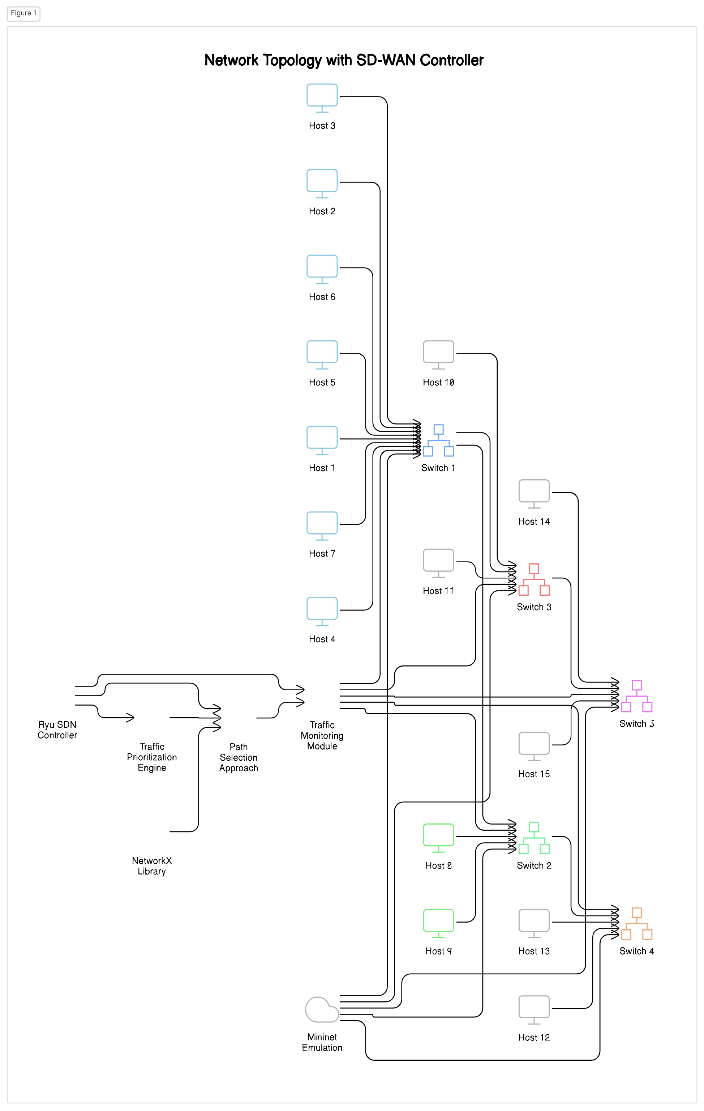 Figure 1
Network Topology with SD-WAN Controller
Host 3
Host 2
Host 6
Host 5
Host 10
Host 1
Switch 1
Host 14
Host 7
Host 11
Switch 3
Host 4
Ryu SDN
Controller
Traffic
Prioritization
Engine
Path
Selection
Approach
Traffic
Monitoring
Module
Switch 5
Host 15
NetworkX
Library
Host 8
Switch 2
Host 9
Host 13
Switch 4
Mininet
Emulation
Host 12